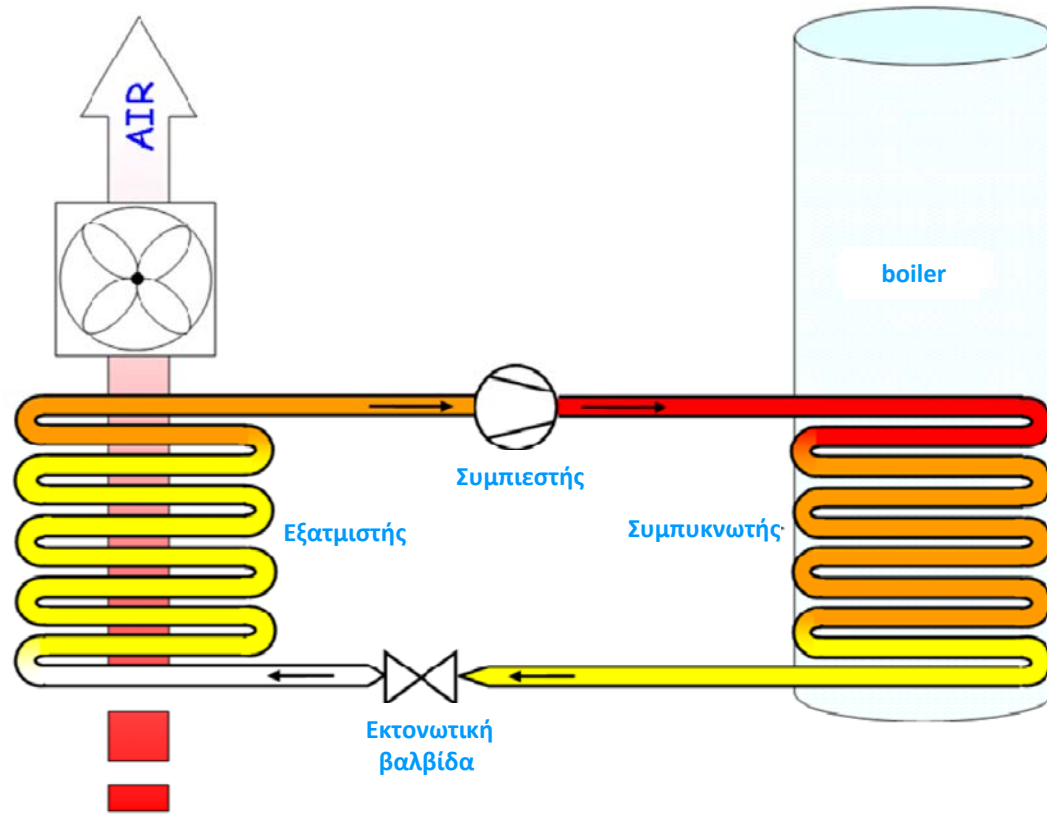 AIR
boiler
Συμπιεστής
Εξατμιστής
Συμπυκνωτής
Εκτονωτική
βαλβίδα